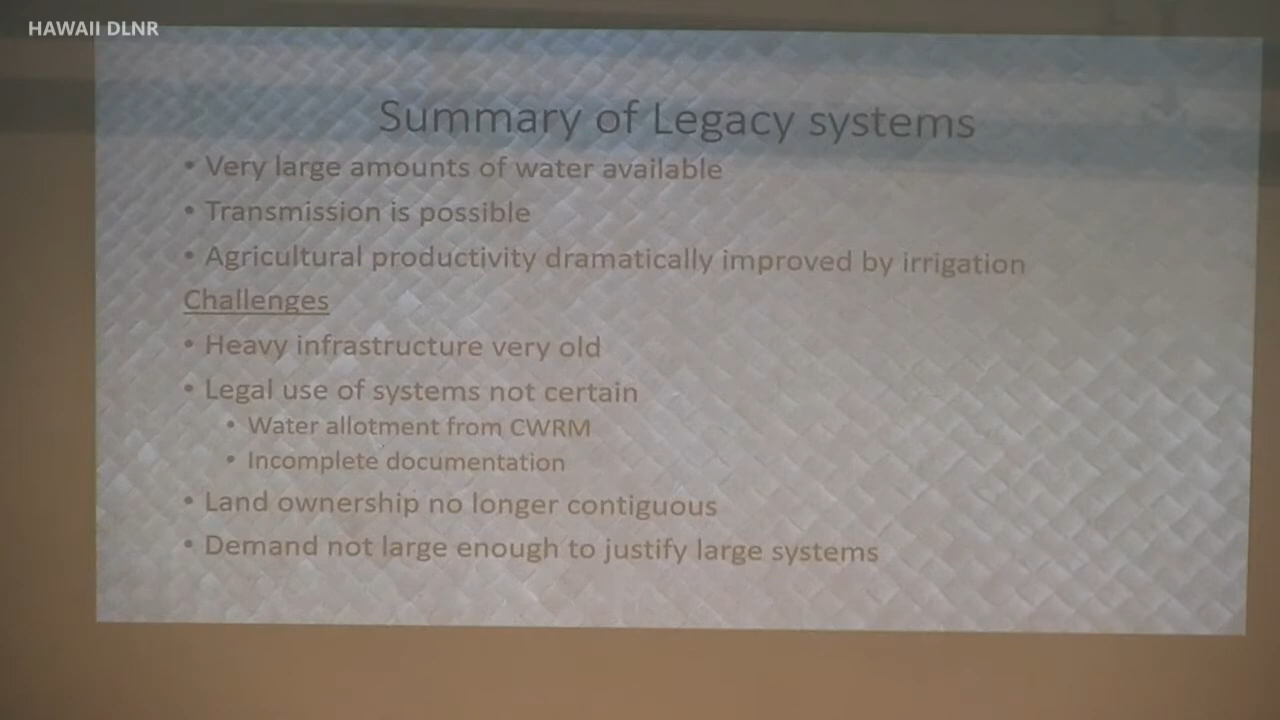 HAWAII DLNR
Summary of Legacy systems
• Very large amounts of water available
• Transmission is possible
• Agricultural productivity dramatically improved by irrigation
Challenges
• Heavy infrastructure very old
• Legal use of systems not certain
• Water allotment from CWRM
• Incomplete documentation
• Land ownership no longer contiguous
• Demand not large enough to justify large systems